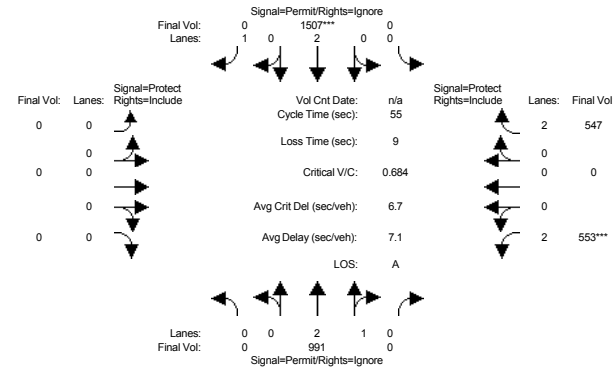 Signal=Permit/Rights=Ignore
Final Vol: 0 1507*** 0
Lanes: 1 0 2 0 0
Signal=Protect Signal=Protect
Final Vol: Lanes: Rights=Include Vol Cnt Date: n/a Rights=Include Lanes: Final Vol
Cycle Time (sec): 55
0 0 2 547
Loss Time (sec): 9
0 0
0 0 Critical V/C: 0.684 0 0
0 Avg Crit Del (sec/veh): 6.7 0
0 0 Avg Delay (sec/veh): 7.1 2 553***
LOS: A
Lanes: 0 0 2 1 0
Final Vol: 0 991 0
Signal=Permit/Rights=Ignore